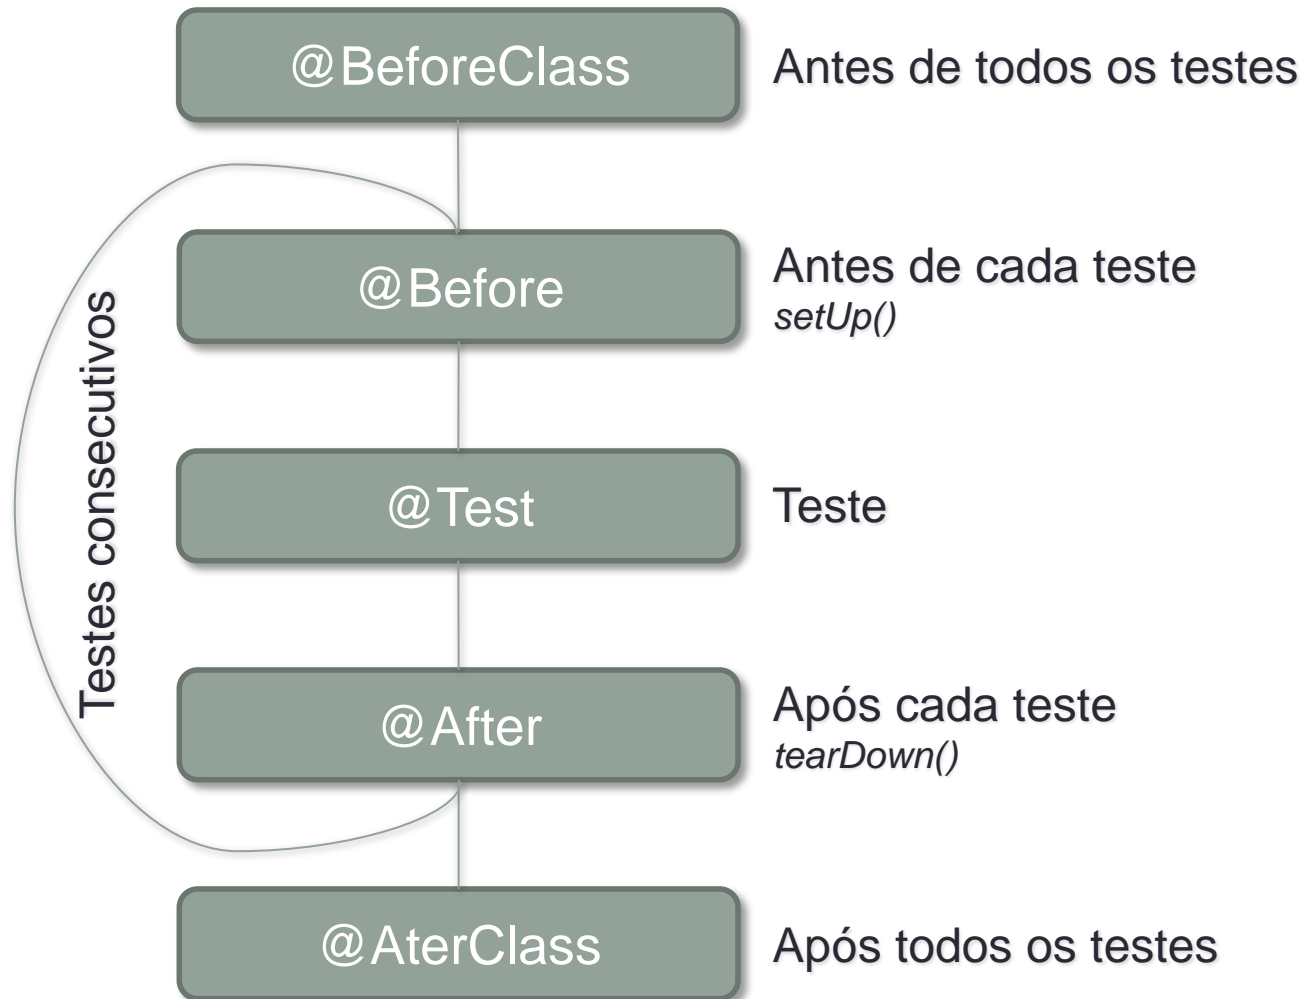 @BeforeClass
Antes de todos os testes
@Before
Antes de cada teste
setUp()
Testes consecutivos
@Test
Teste
@After
Após cada teste
tearDown()
@AterClass
Após todos os testes